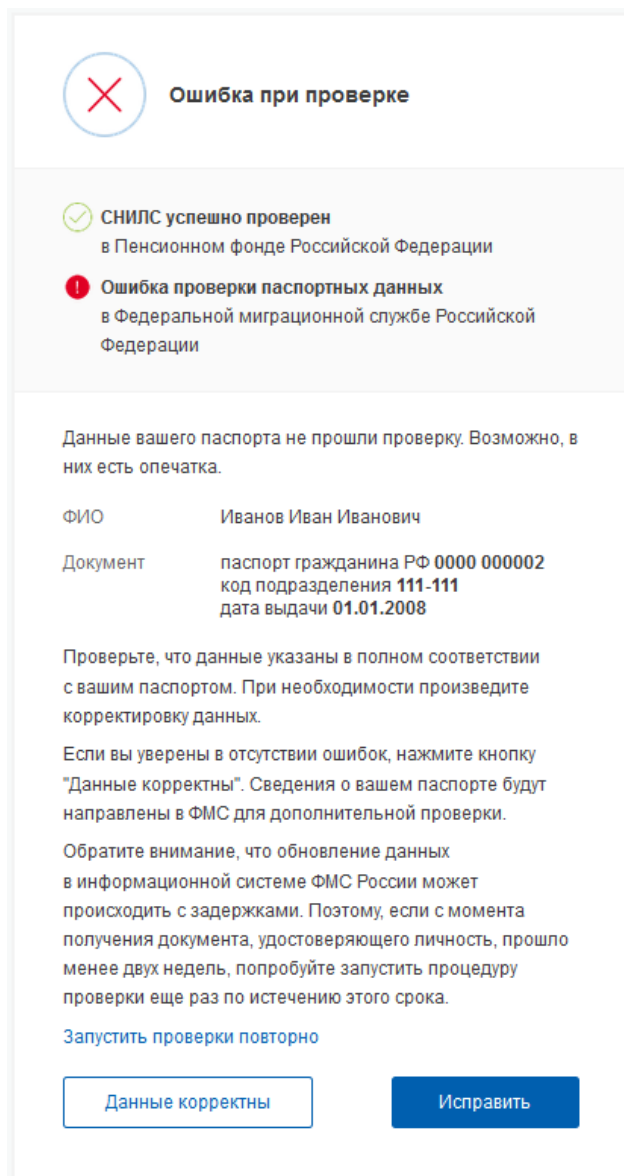 Ошибка при проверке
СНИЛС успешно проверен
в Пенсионном фонде Российской Федерации
Ошибка проверки паспортных данных
в Федеральной миграционной службе Российской
Федерации
Данные вашего паспорта не прошли проверку. Возможно, в
них есть опечатка.
ФИО Иванов Иван Иванович
Документ паспорт гражданина РФ 0000 000002
код подразделения 111-111
дата выдачи 01.01.2008
Проверьте, что данные указаны в полном соответствии
с вашим паспортом. При необходимости произведите
корректировку данных.
Если вы уверены в отсутствии ошибок, нажмите кнопку
"Данные корректны". Сведения о вашем паспорте будут
направлены в ФМС для дополнительной проверки.
Обратите внимание, что обновление данных
в информационной системе ФМС России может
происходить с задержками. Поэтому, если с момента
получения документа, удостоверяющего личность, прошло
менее двух недель, попробуйте запустить процедуру
проверки еще раз по истечению этого срока.
Запустить проверки повторно
Данные корректны Исправить